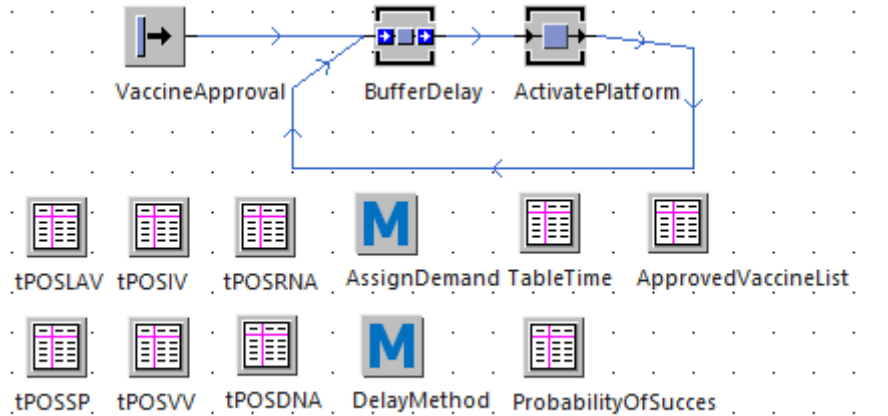 VaccineApproval BufferDelay ActivatePlatform
tPOSLAV tPOSIV tPOSRNA M AssignDemand TableTime ApprovedVaccineList
tPOSSP tPOSVV tPOSDNA M DelayMethod ProbabilityOfSucces